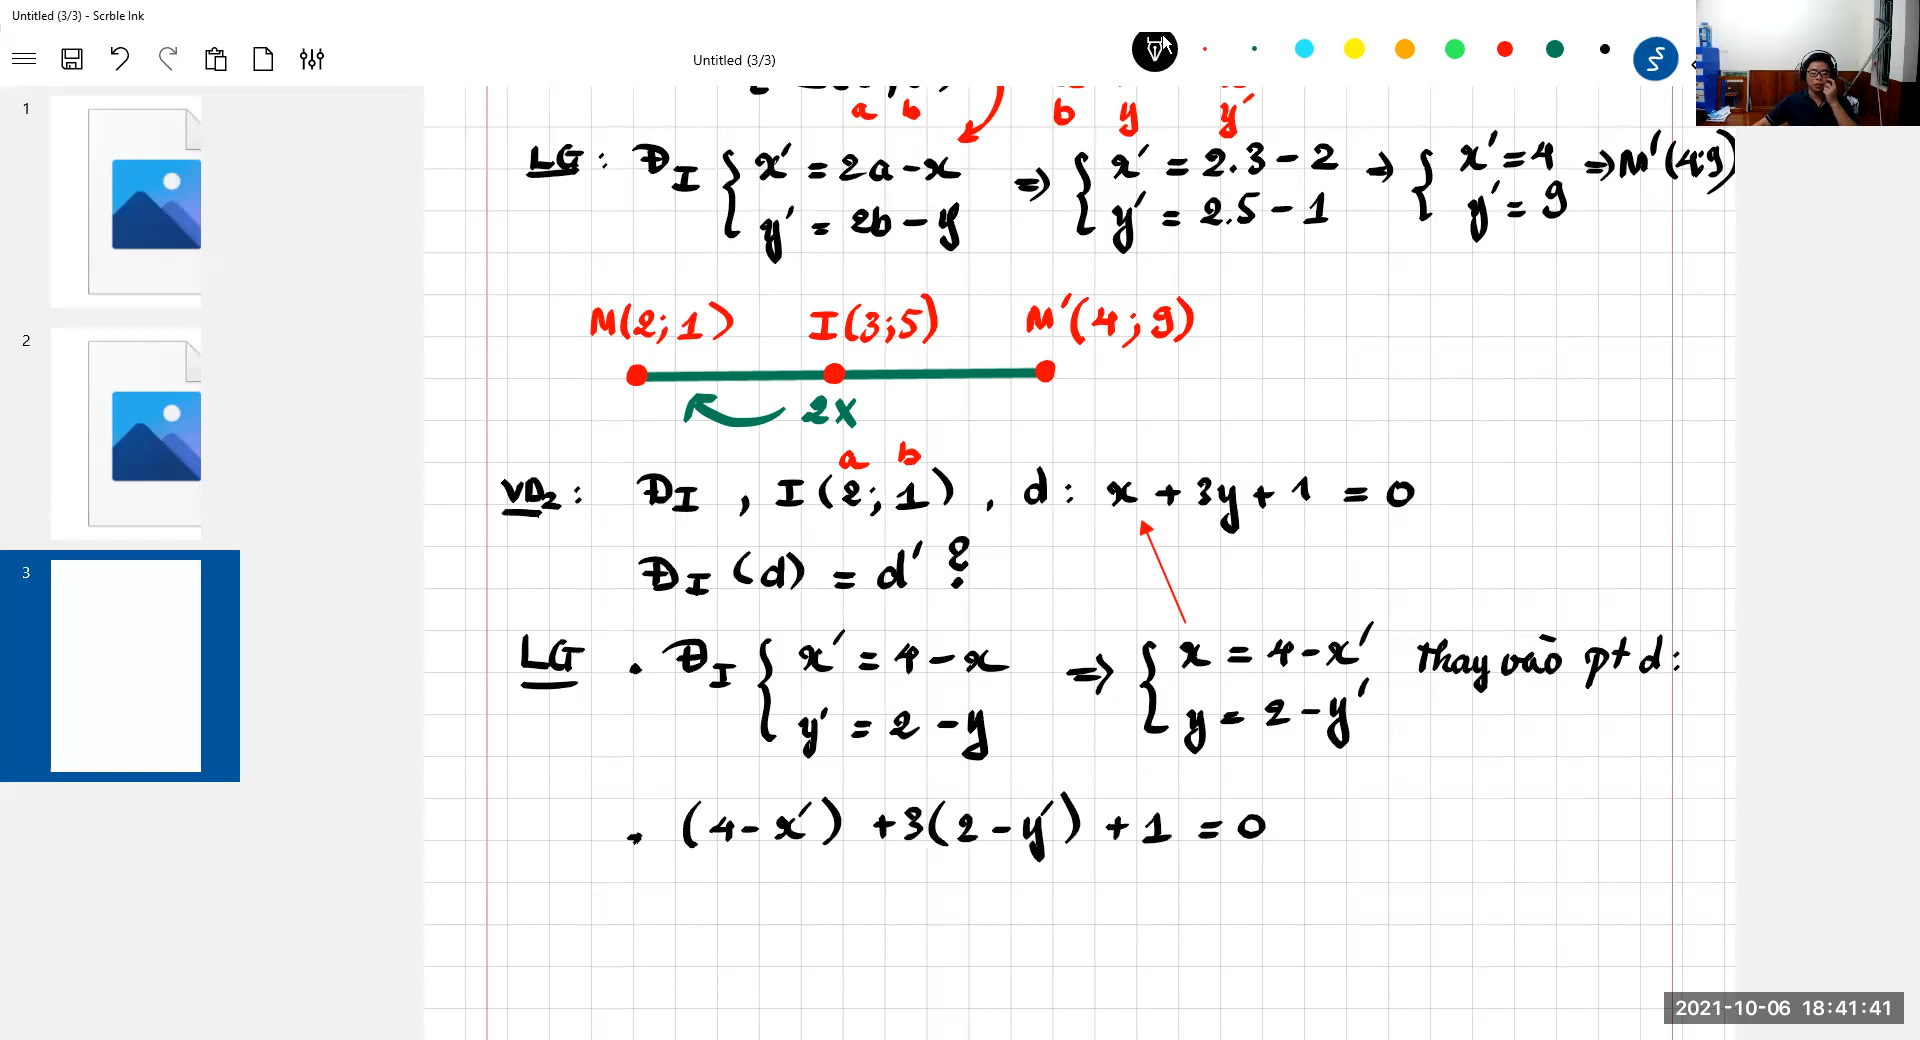 Untitled (3/3) - Scrble Ink
Untitled (3/3)
1
2
3
a b b y y'
LG: Đ_I { x' = 2a - x ⇒ { x' = 2.3 - 2 ⇒ { x' = 4 ⇒ M'(4;9)
y' = 2b - y y' = 2.5 - 1 y' = 9
M(2;1) I(3;5) M'(4;9)
2X
a b
VD2: Đ_I , I(2;1) , d: x + 3y + 1 = 0
Đ_I (d) = d' ?
LG . Đ_I { x' = 4 - x ⇒ { x = 4 - x' Thay vào pt d:
y' = 2 - y y = 2 - y'
. (4 - x') + 3(2 - y') + 1 = 0
2021-10-06 18:41:41